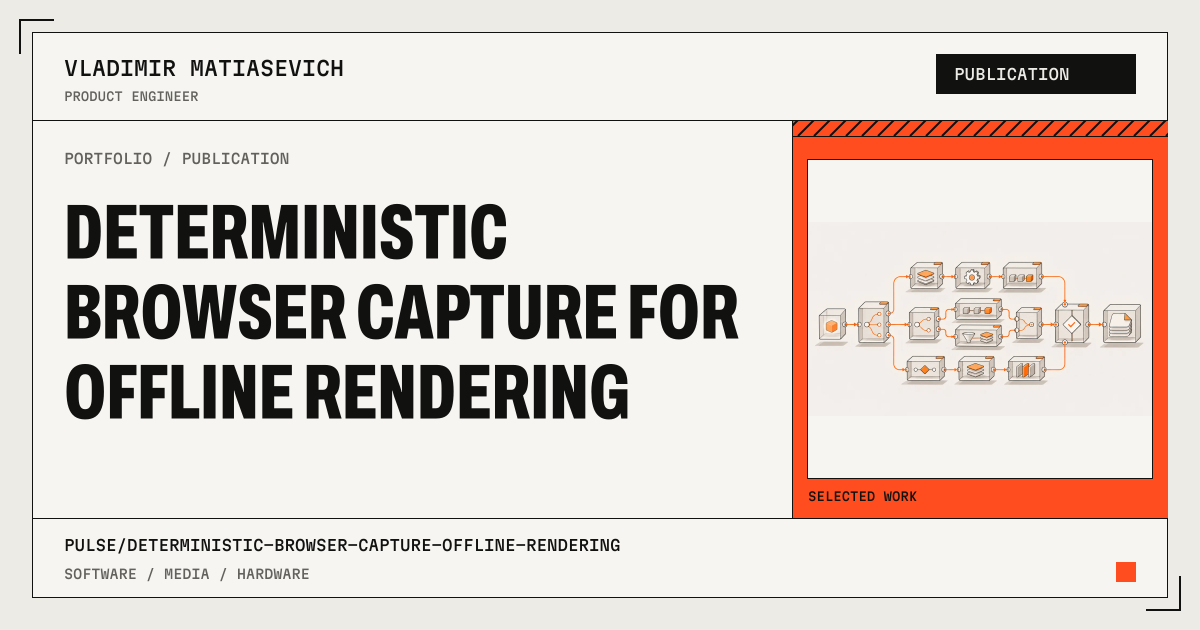 VLADIMIR MATIASEVICH
PRODUCT ENGINEER
PUBLICATION
PORTFOLIO / PUBLICATION
DETERMINISTIC
BROWSER CAPTURE FOR
OFFLINE RENDERING
SELECTED WORK
PULSE/DETERMINISTIC-BROWSER-CAPTURE-OFFLINE-RENDERING
SOFTWARE / MEDIA / HARDWARE